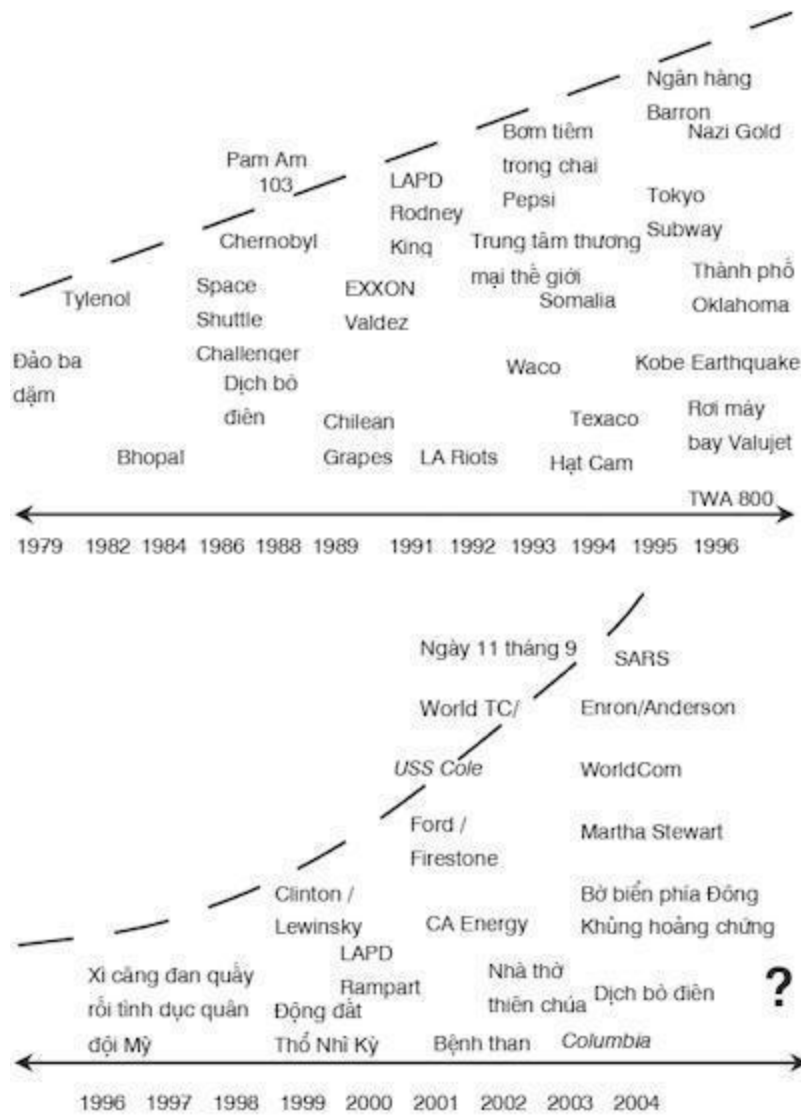 Ngân hàng
Barron
Nazi Gold
Bơm tiêm
trong chai
Pepsi
Pam Am
103
LAPD
Rodney
King
Tokyo
Subway
Chernobyl
Trung tâm thương
mại thế giới
Thành phố
Oklahoma
Tylenol
Space
Shuttle
Challenger
EXXON
Valdez
Somalia
Đảo ba
dặm
Dịch bò
điên
Waco
Kobe Earthquake
Rơi máy
bay Valujet
Chilean
Grapes
Texaco
Bhopal
LA Riots
Hạt Cam
TWA 800
1979 1982 1984 1986 1988 1989 1991 1992 1993 1994 1995 1996
Ngày 11 tháng 9
SARS
World TC/
Enron/Anderson
USS Cole
WorldCom
Ford /
Firestone
Martha Stewart
Clinton /
Lewinsky
CA Energy
Bờ biển phía Đông
Khủng hoảng chứng
LAPD
Rampart
Xì căng đan quấy
rối tình dục quân
đội Mỹ
Động đất
Thổ Nhĩ Kỳ
Nhà thờ
thiên chúa
Dịch bò điên
?
Bệnh than
Columbia
1996 1997 1998 1999 2000 2001 2002 2003 2004